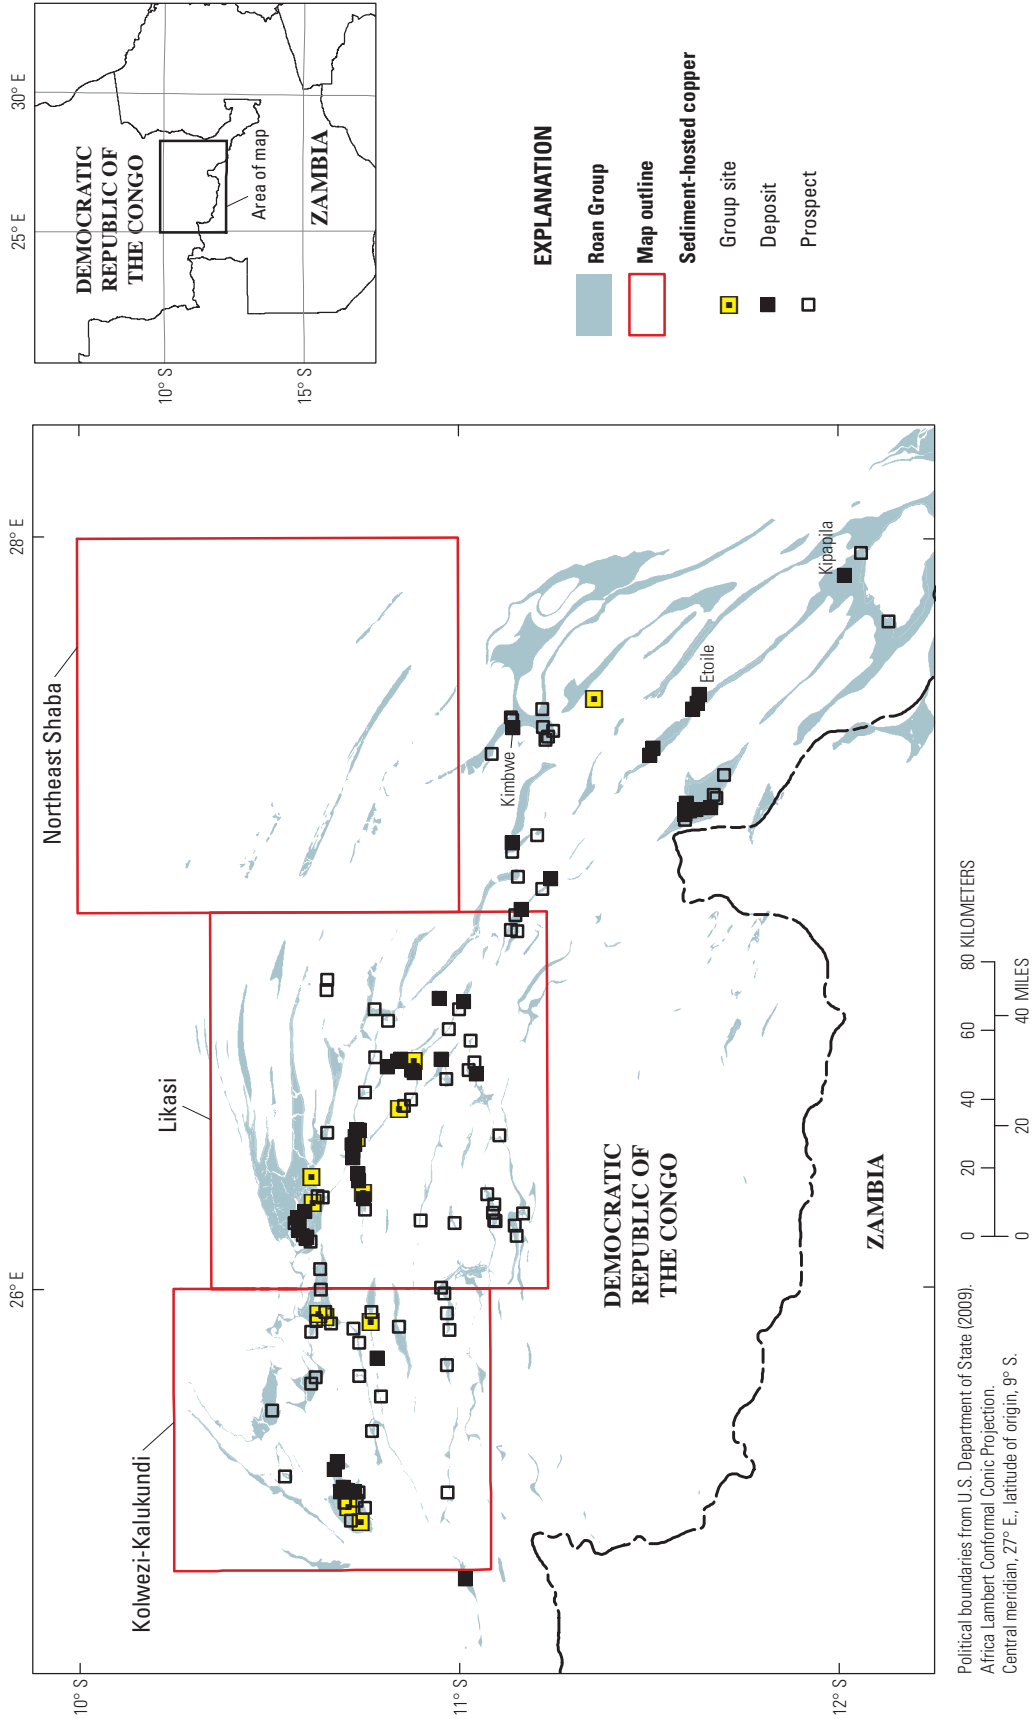 26° E
28° E
10° S
11° S
12° S
Kolwezi-Kalukundi
Likasi
Northeast Shaba
Kimbwe
Etoile
Kipapila
DEMOCRATIC
REPUBLIC OF
THE CONGO
ZAMBIA
Political boundaries from U.S. Department of State (2009).
Africa Lambert Conformal Conic Projection.
Central meridian, 27° E., latitude of origin, 9° S.
0 20 40 60 80 KILOMETERS
0 20 40 MILES
25° E
30° E
10° S
15° S
DEMOCRATIC
REPUBLIC OF
THE CONGO
Area of map
ZAMBIA
EXPLANATION
Roan Group
Map outline
Sediment-hosted copper
Group site
Deposit
Prospect